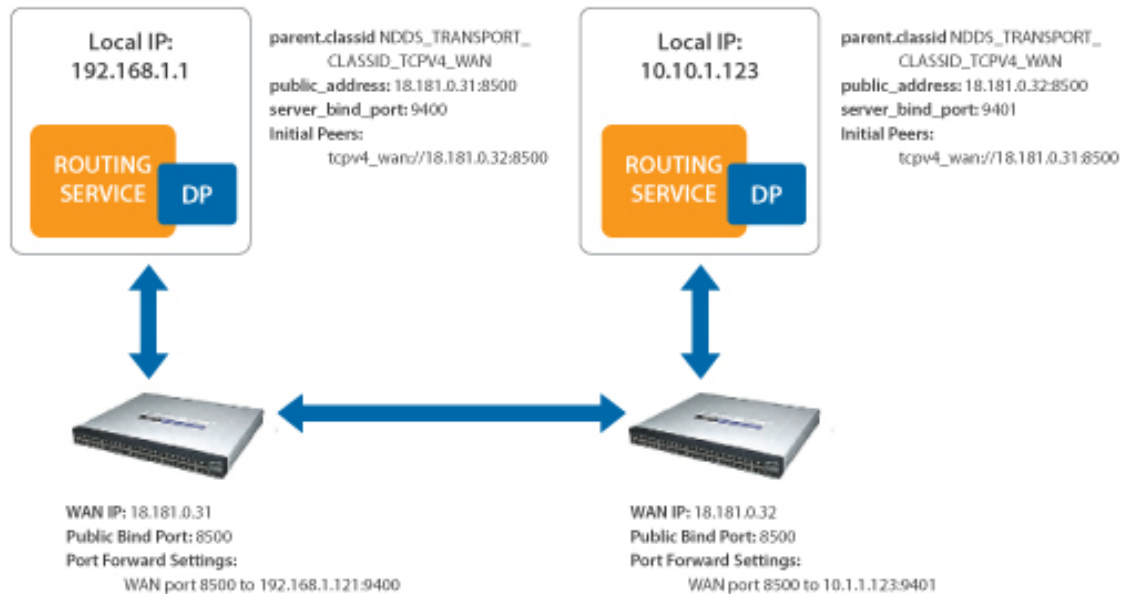 Local IP:
192.168.1.1
ROUTING
SERVICE
DP
parent.classid NDDS_TRANSPORT_
CLASSID_TCPV4_WAN
public_address: 18.181.0.31:8500
server_bind_port: 9400
Initial Peers:
tcpv4_wan://18.181.0.32:8500
Local IP:
10.10.1.123
ROUTING
SERVICE
DP
parent.classid NDDS_TRANSPORT_
CLASSID_TCPV4_WAN
public_address: 18.181.0.32:8500
server_bind_port: 9401
Initial Peers:
tcpv4_wan://18.181.0.31:8500
WAN IP: 18.181.0.31
Public Bind Port: 8500
Port Forward Settings:
WAN port 8500 to 192.168.1.121:9400
WAN IP: 18.181.0.32
Public Bind Port: 8500
Port Forward Settings:
WAN port 8500 to 10.1.1.123:9401